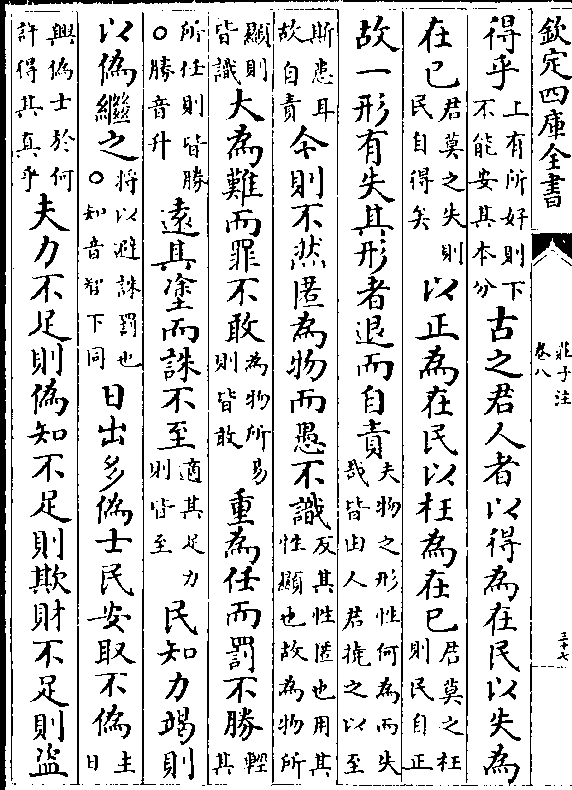 欽定四庫全書
莊子注
卷八
三十七
得乎上有所好則下不能安其本分古之君人者以得為在民以失為
在已君莫之失則民自得矣以正為在民以枉為在已君莫之枉則民自正
故一形有失其形者退而自責夫物之形性何為而失哉皆由人君撓之以至
斯患耳故自責今則不然匿為物而愚不識反其性匿也用其性顯也故為物所
顯則皆識大為難而罪不敢為物所易則皆敢重為任而罰不勝輕其
所任則皆勝○勝音升遠其塗而誅不至適其足力則皆至民知力竭則
以偽繼之將以避誅罰也○知音智下同日出多偽士民安取不偽主日
興偽士於何許得其真乎夫力不足則偽知不足則欺財不足則盜